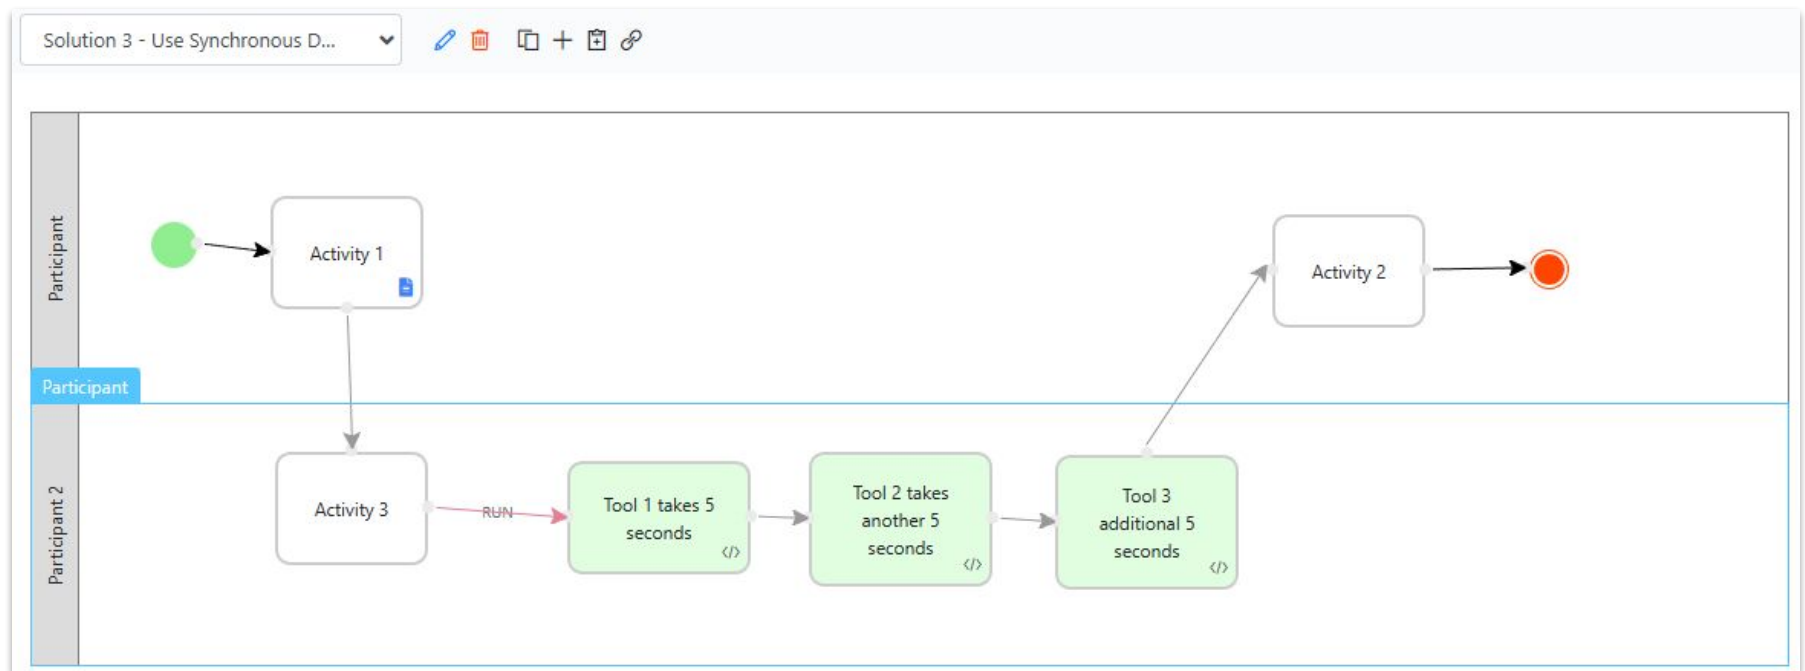 Solution 3 - Use Synchronous D...
Participant
Activity 1
Activity 2
Participant
Participant 2
Activity 3
RUN
Tool 1 takes 5
seconds
</>
Tool 2 takes
another 5
seconds
</>
Tool 3
additional 5
seconds
</>